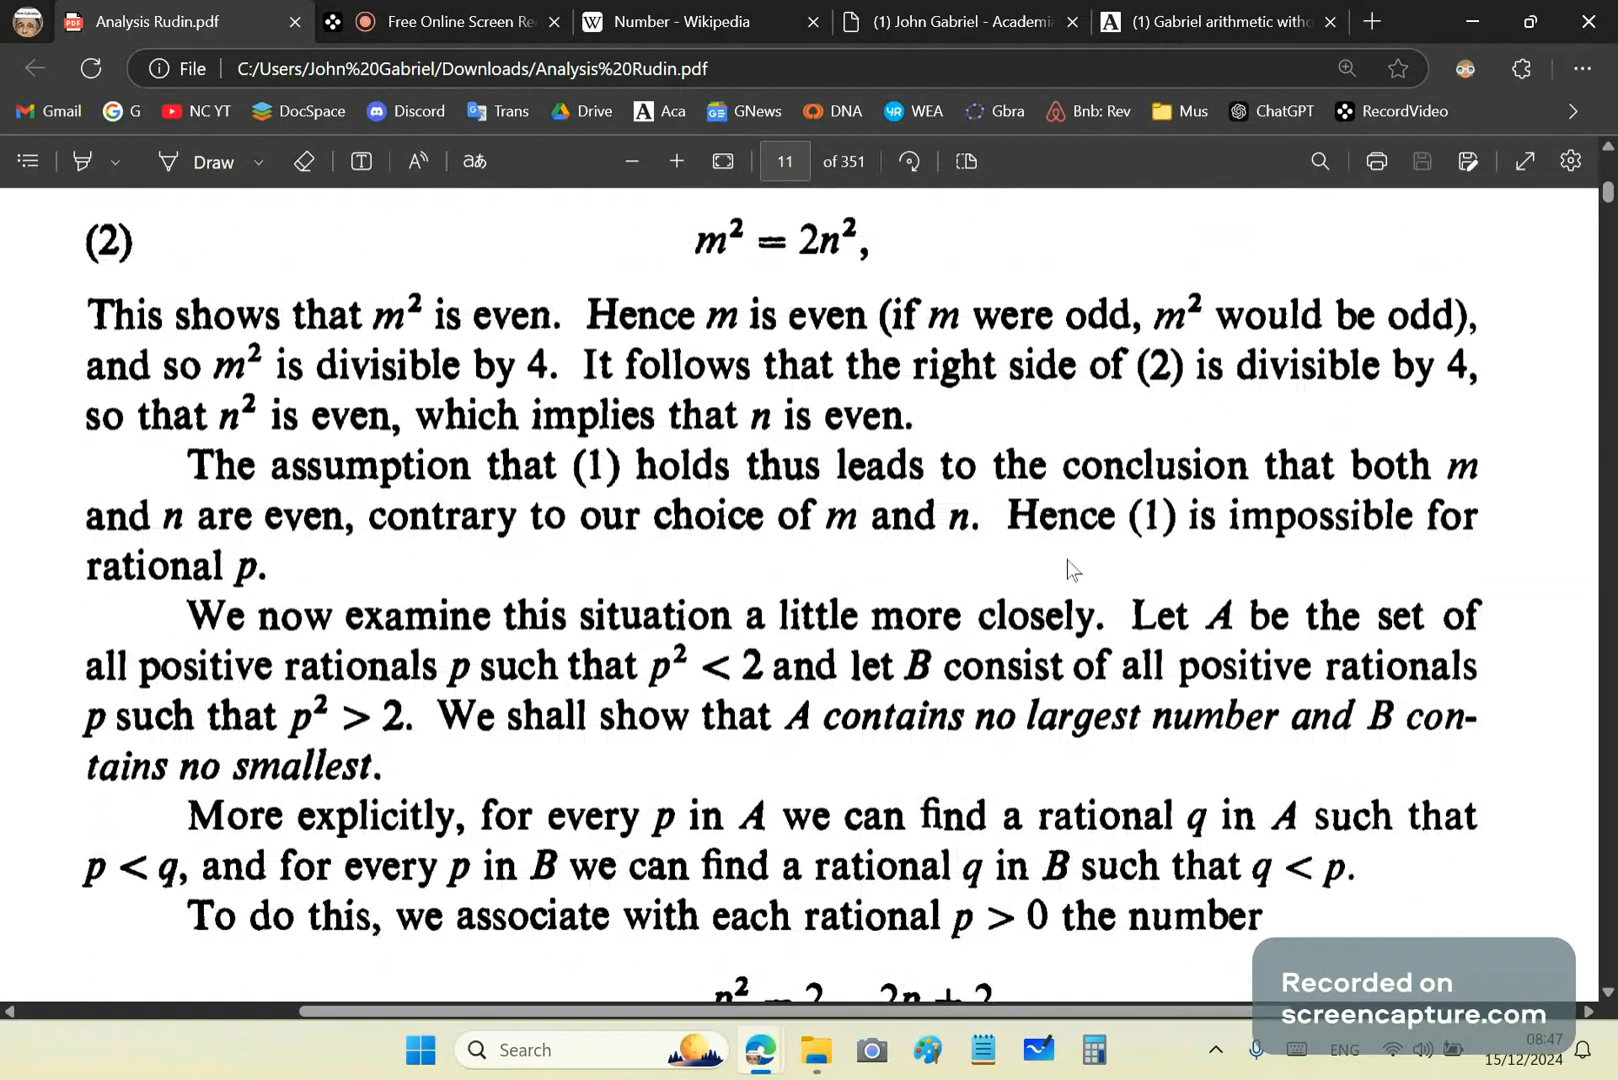 Analysis Rudin.pdf
Free Online Screen Re
Number - Wikipedia
(1) John Gabriel - Academi
(1) Gabriel arithmetic witho
File
C:/Users/John%20Gabriel/Downloads/Analysis%20Rudin.pdf
Gmail
G
NC YT
DocSpace
Discord
Trans
Drive
Aca
GNews
DNA
WEA
Gbra
Bnb: Rev
Mus
ChatGPT
RecordVideo
Draw
11 of 351
(2) m² = 2n²,
This shows that m² is even. Hence m is even (if m were odd, m² would be odd),
and so m² is divisible by 4. It follows that the right side of (2) is divisible by 4,
so that n² is even, which implies that n is even.
The assumption that (1) holds thus leads to the conclusion that both m
and n are even, contrary to our choice of m and n. Hence (1) is impossible for
rational p.
We now examine this situation a little more closely. Let A be the set of
all positive rationals p such that p² < 2 and let B consist of all positive rationals
p such that p² > 2. We shall show that A contains no largest number and B con-
tains no smallest.
More explicitly, for every p in A we can find a rational q in A such that
p < q, and for every p in B we can find a rational q in B such that q < p.
To do this, we associate with each rational p > 0 the number
Recorded on
screencapture.com
Search
ENG
08:47
15/12/2024